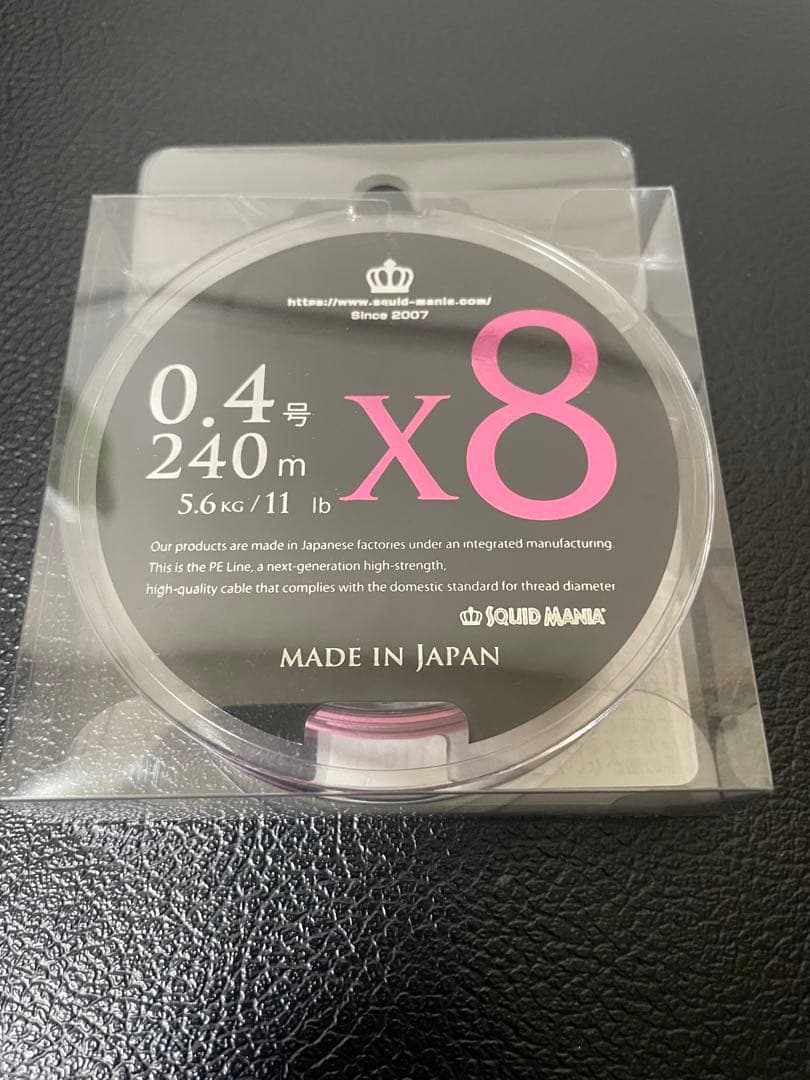 https://www.squid-mania.com/
Since 2007
0.4号
240m
5.6KG/11 lb
x8
Our products are made in Japanese factories under an integrated manufacturing.
This is the PE Line, a next-generation high-strength,
high-quality cable that complies with the domestic standard for thread diameter
SQUID MANIA
MADE IN JAPAN